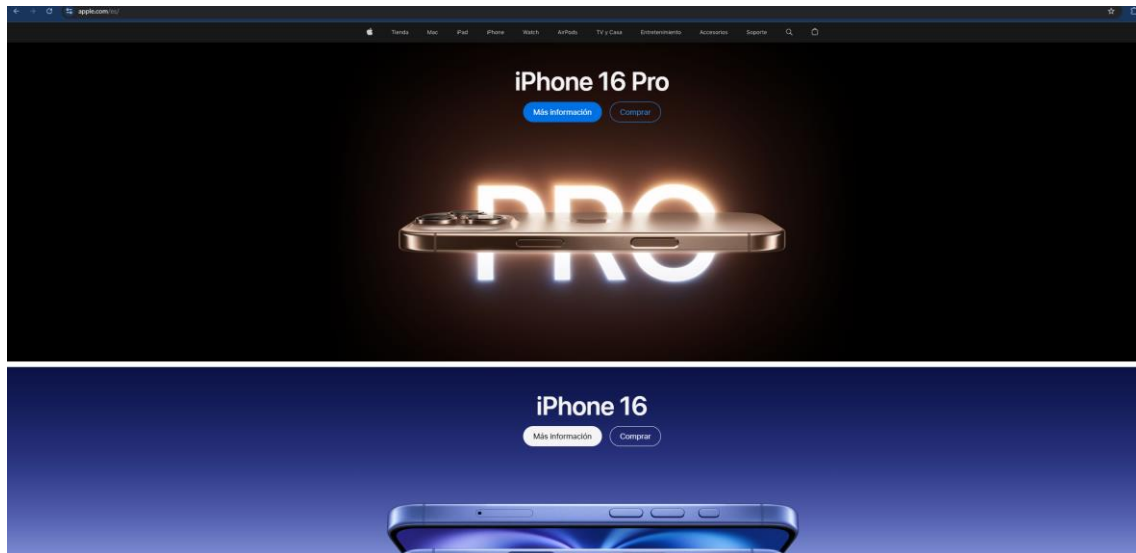 apple.com/es/
Tienda Mac iPad iPhone Watch AirPods TV y Casa Entretenimiento Accesorios Soporte
iPhone 16 Pro
Más información Comprar
PRO
iPhone 16
Más información Comprar